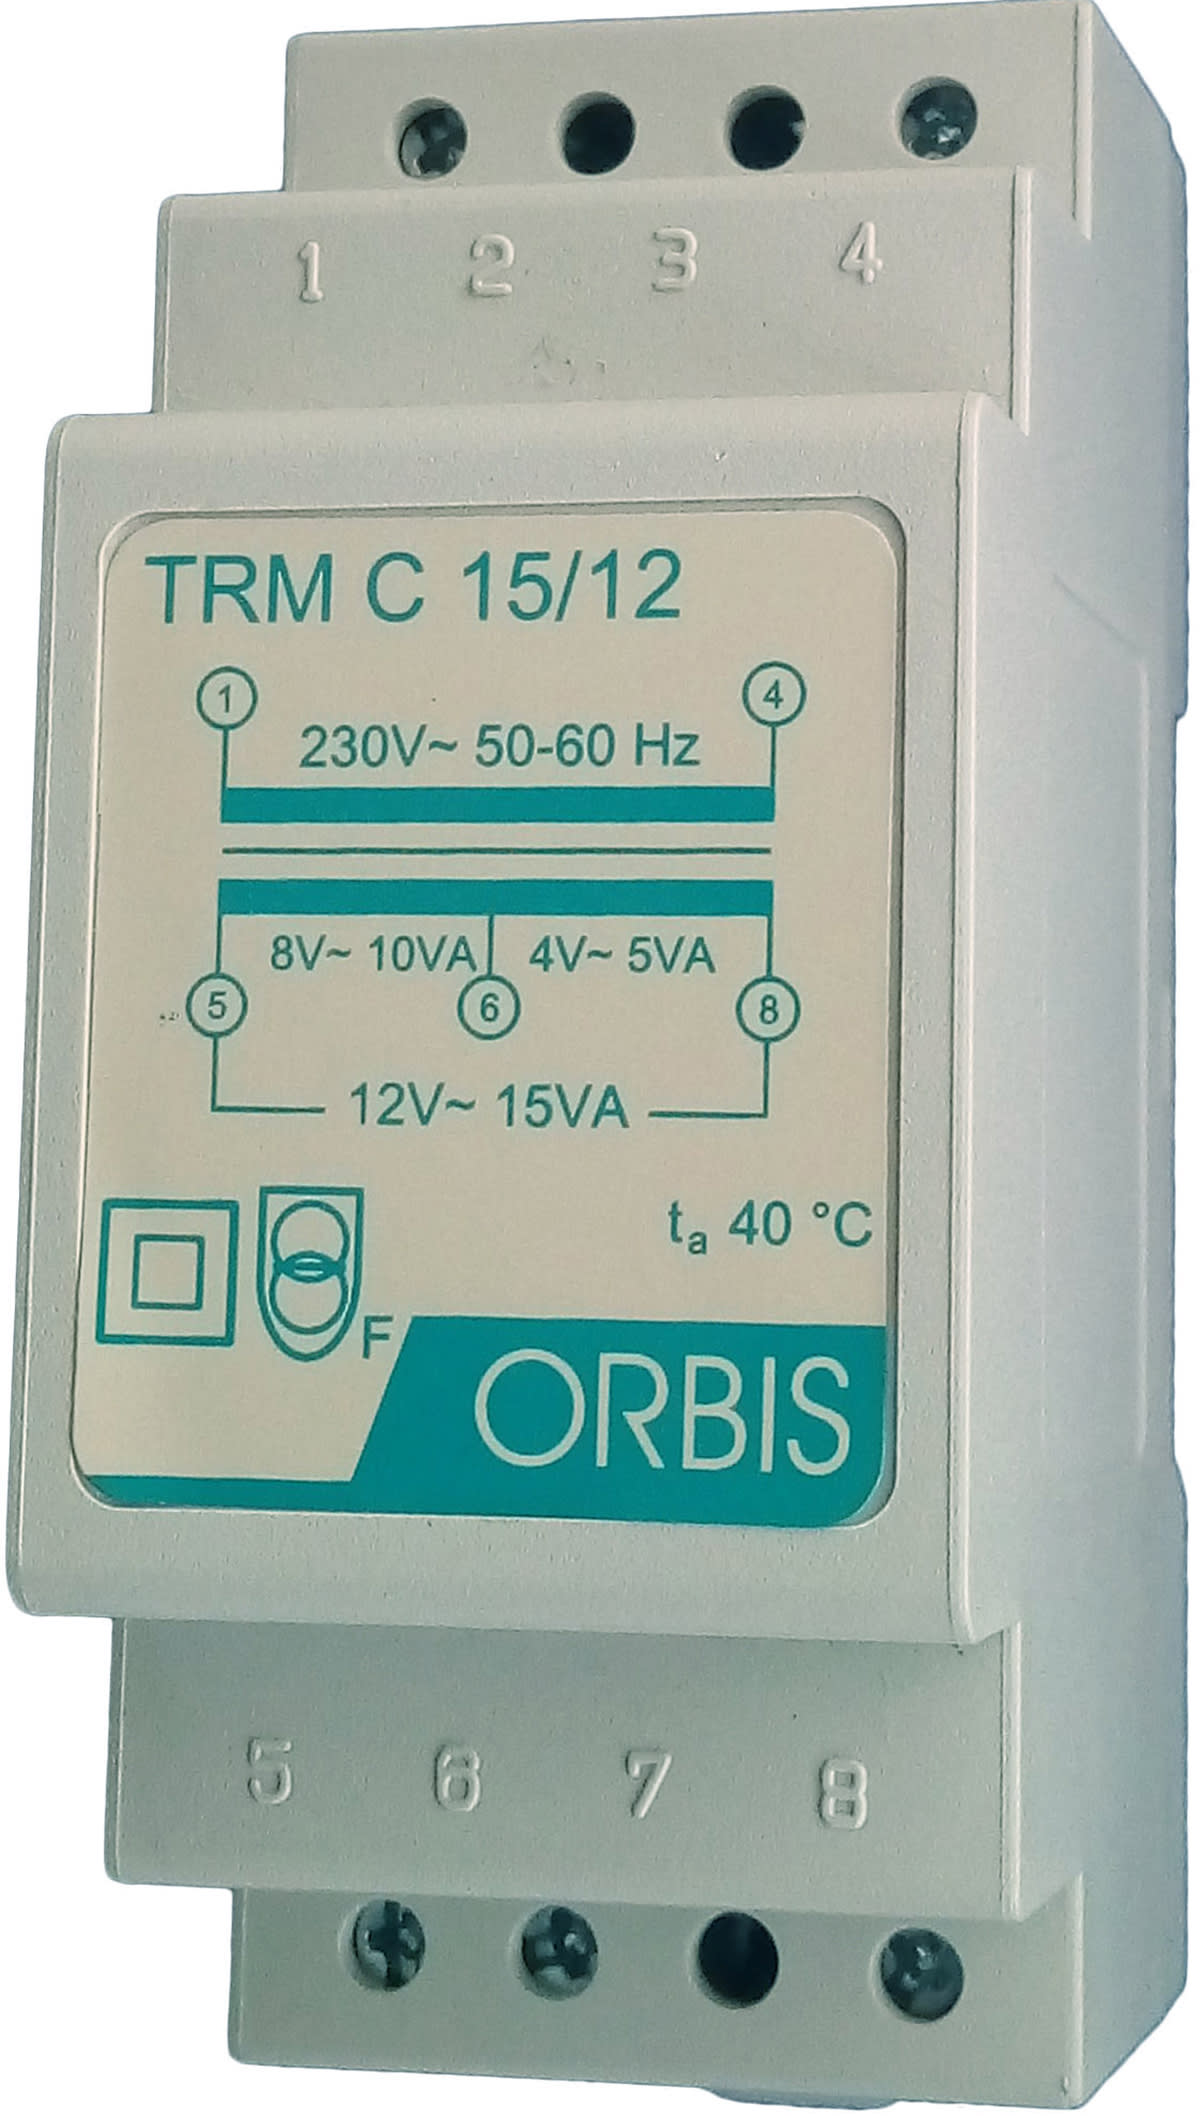 1 2 3 4
TRM C 15/12
1 4
230V~ 50-60 Hz
8V~ 10VA 4V~ 5VA
5 6 8
12V~ 15VA
ta 40 °C
F
ORBIS
5 6 7 8